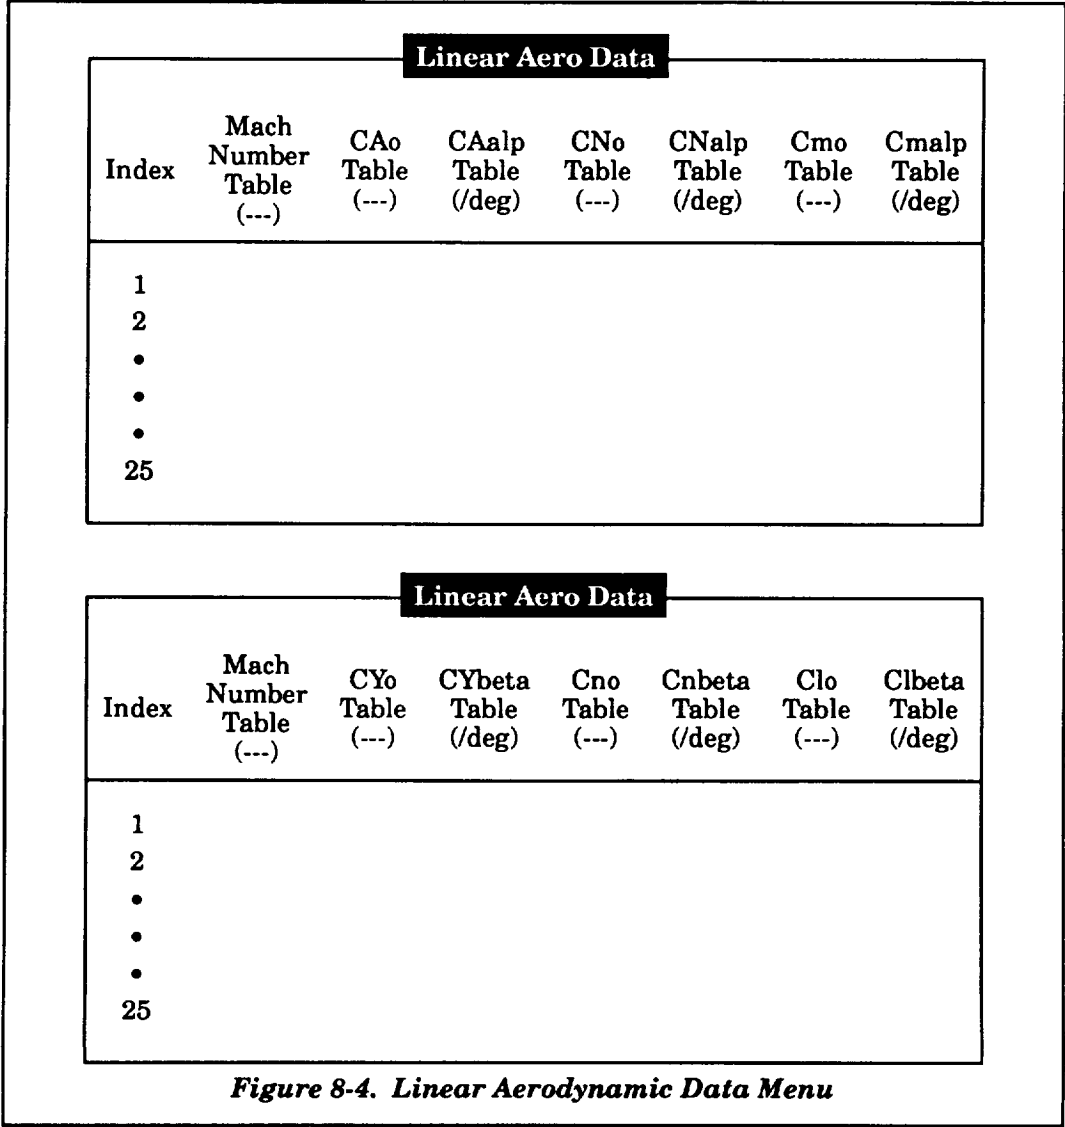 Linear Aero Data
Index Mach Number Table (---) CAo Table (---) CAalp Table (/deg) CNo Table (---) CNalp Table (/deg) Cmo Table (---) Cmalp Table (/deg)
1
2
•
•
•
25
Linear Aero Data
Index Mach Number Table (---) CYo Table (---) CYbeta Table (/deg) Cno Table (---) Cnbeta Table (/deg) Clo Table (---) Clbeta Table (/deg)
1
2
•
•
•
25
Figure 8-4. Linear Aerodynamic Data Menu